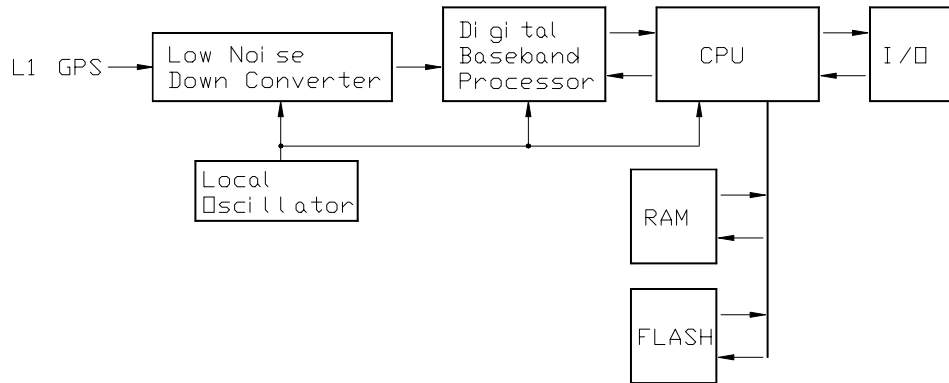 L1 GPS
Low Noise
Down Converter
Digital
Baseband
Processor
CPU
I/O
Local
Oscillator
RAM
FLASH